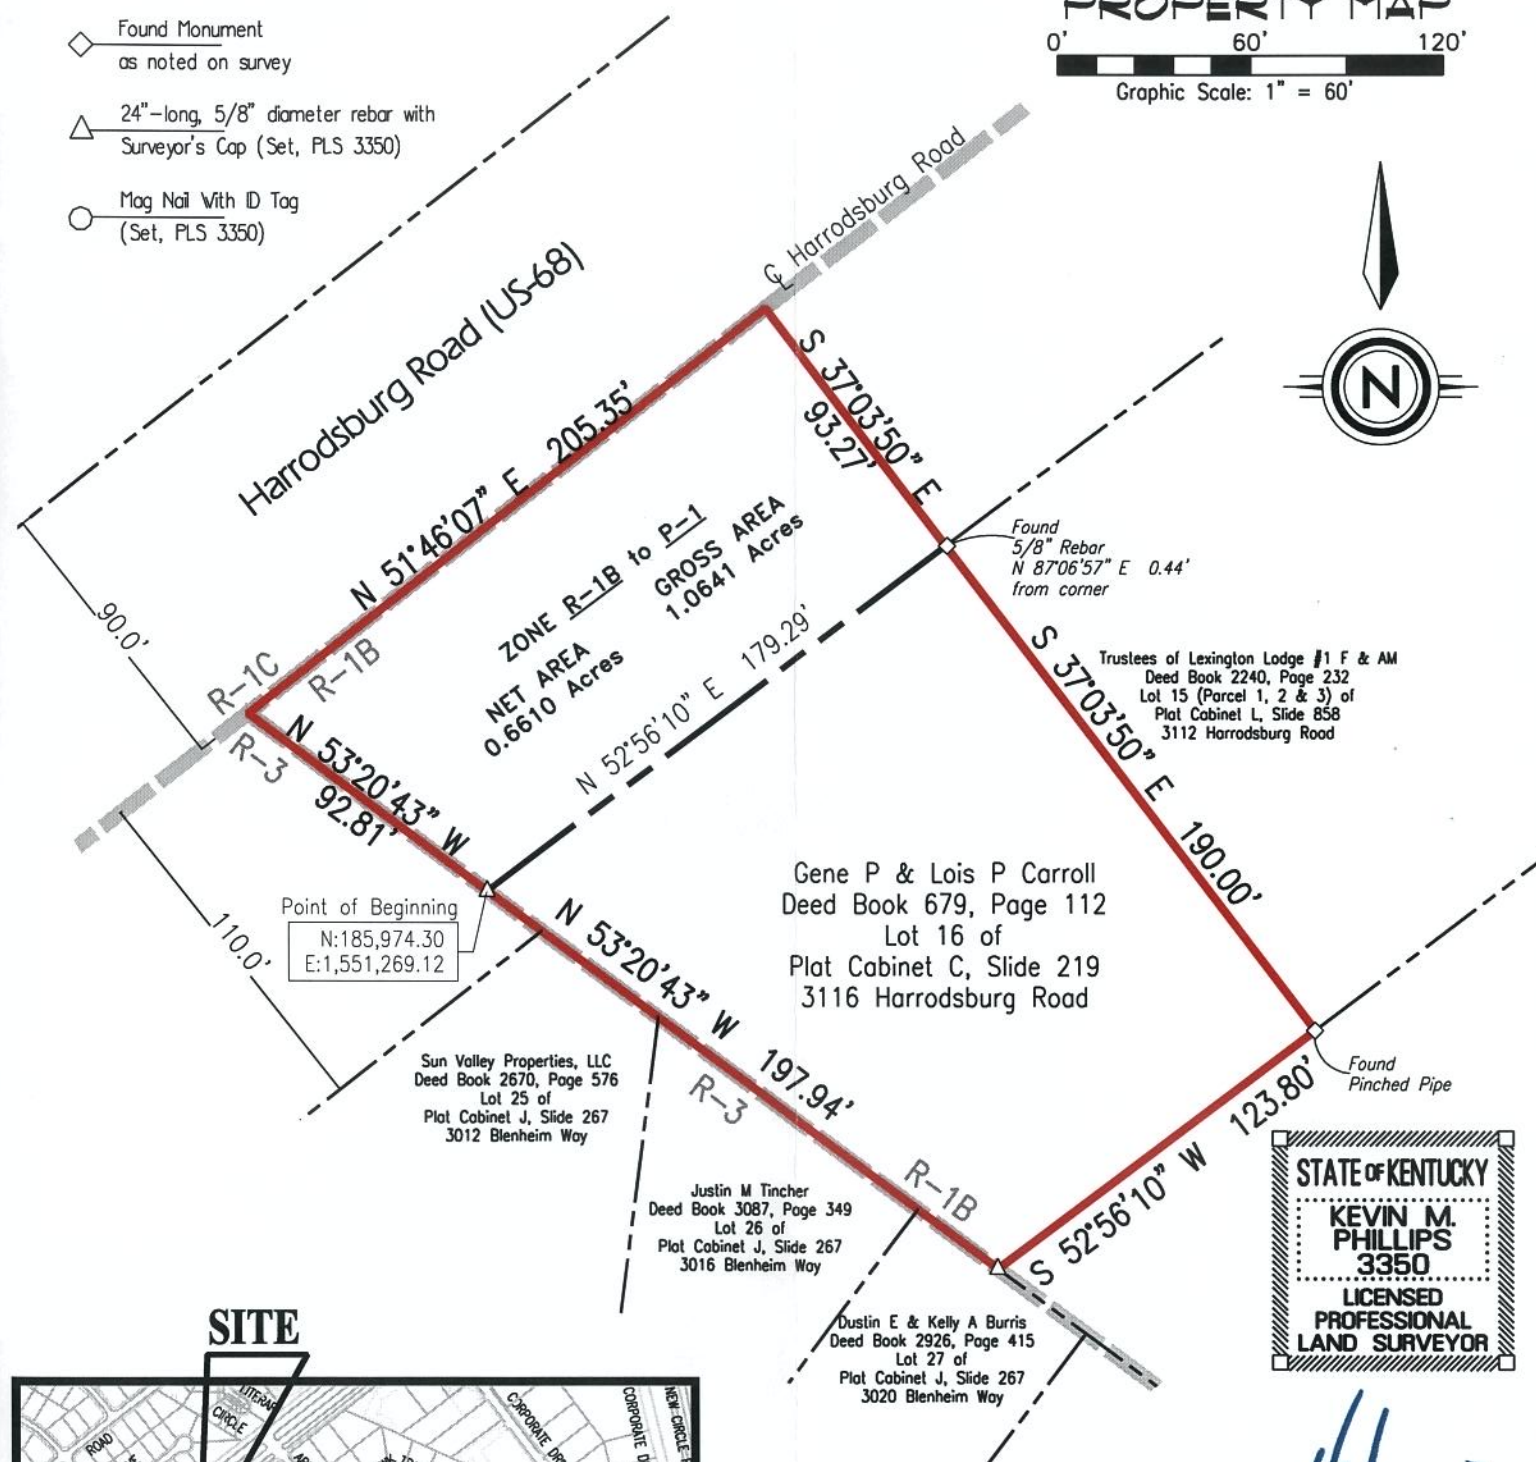 Found Monument
as noted on survey
24"-long, 5/8" diameter rebar with
Surveyor's Cap (Set, PLS 3350)
Mag Nail With ID Tag
(Set, PLS 3350)
PROPERTY MAP
0' 60' 120'
Graphic Scale: 1" = 60'
N
℄ Harrodsburg Road
Harrodsburg Road (US-68)
N 51°46'07" E 205.35'
S 37°03'50" E
93.27'
Found
5/8" Rebar
N 87°06'57" E 0.44'
from corner
ZONE R-1B to P-1
GROSS AREA
1.0641 Acres
NET AREA
0.6610 Acres
N 52°56'10" E 179.29'
90.0'
R-1C
R-1B
R-3
N 53°20'43" W
92.81'
S 37°03'50" E 190.00'
Trustees of Lexington Lodge #1 F & AM
Deed Book 2240, Page 232
Lot 15 (Parcel 1, 2 & 3) of
Plat Cabinet L, Slide 858
3112 Harrodsburg Road
Gene P & Lois P Carroll
Deed Book 679, Page 112
Lot 16 of
Plat Cabinet C, Slide 219
3116 Harrodsburg Road
Point of Beginning
N:185,974.30
E:1,551,269.12
110.0'
N 53°20'43" W 197.94'
R-3
R-1B
Found
Pinched Pipe
S 52°56'10" W 123.80'
Sun Valley Properties, LLC
Deed Book 2670, Page 576
Lot 25 of
Plat Cabinet J, Slide 267
3012 Blenheim Way
Justin M Tincher
Deed Book 3087, Page 349
Lot 26 of
Plat Cabinet J, Slide 267
3016 Blenheim Way
Dustin E & Kelly A Burris
Deed Book 2926, Page 415
Lot 27 of
Plat Cabinet J, Slide 267
3020 Blenheim Way
STATE OF KENTUCKY
KEVIN M.
PHILLIPS
3350
LICENSED
PROFESSIONAL
LAND SURVEYOR
SITE
CIRCLE
ROAD
CORPORATE
CORPORATE
NEW CIRCLE